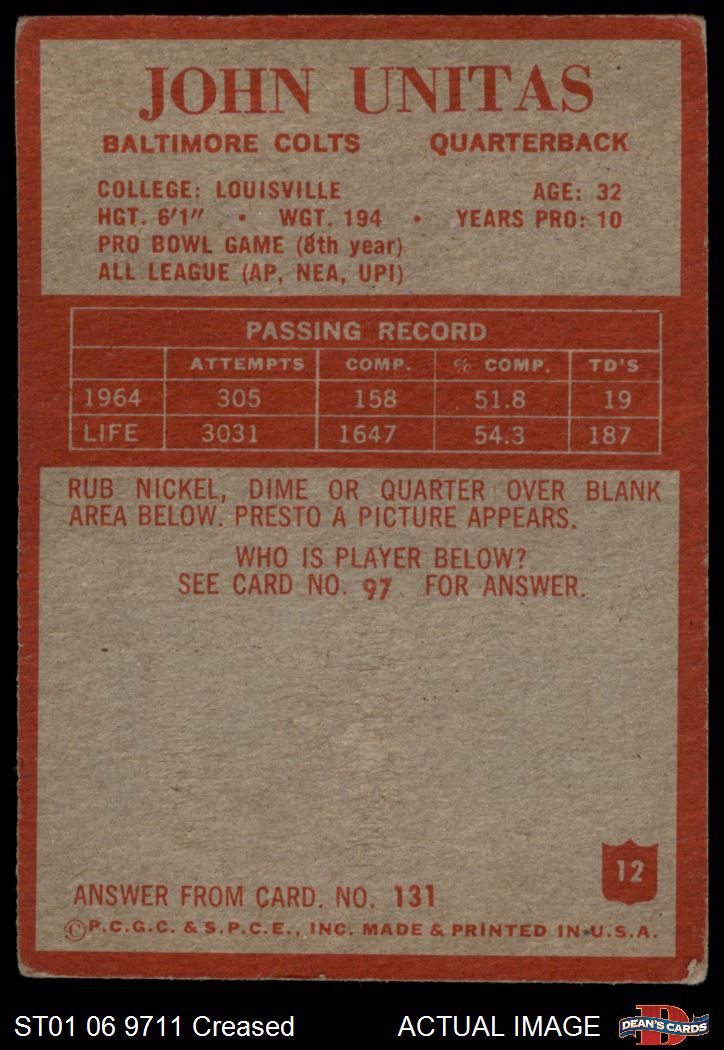 JOHN UNITAS
BALTIMORE COLTS QUARTERBACK
COLLEGE: LOUISVILLE AGE: 32
HGT. 6'1" • WGT. 194 • YEARS PRO: 10
PRO BOWL GAME (8th year)
ALL LEAGUE (AP, NEA, UPI)
PASSING RECORD
ATTEMPTS COMP. % COMP. TD'S
1964 305 158 51.8 19
LIFE 3031 1647 54.3 187
RUB NICKEL, DIME OR QUARTER OVER BLANK
AREA BELOW. PRESTO A PICTURE APPEARS.
WHO IS PLAYER BELOW?
SEE CARD NO. 97 FOR ANSWER.
12
ANSWER FROM CARD. NO. 131
©P.C.G.C. & S.P.C.E., INC. MADE & PRINTED IN U.S.A.
ST01 06 9711 Creased ACTUAL IMAGE
D
DEAN'S CARDS